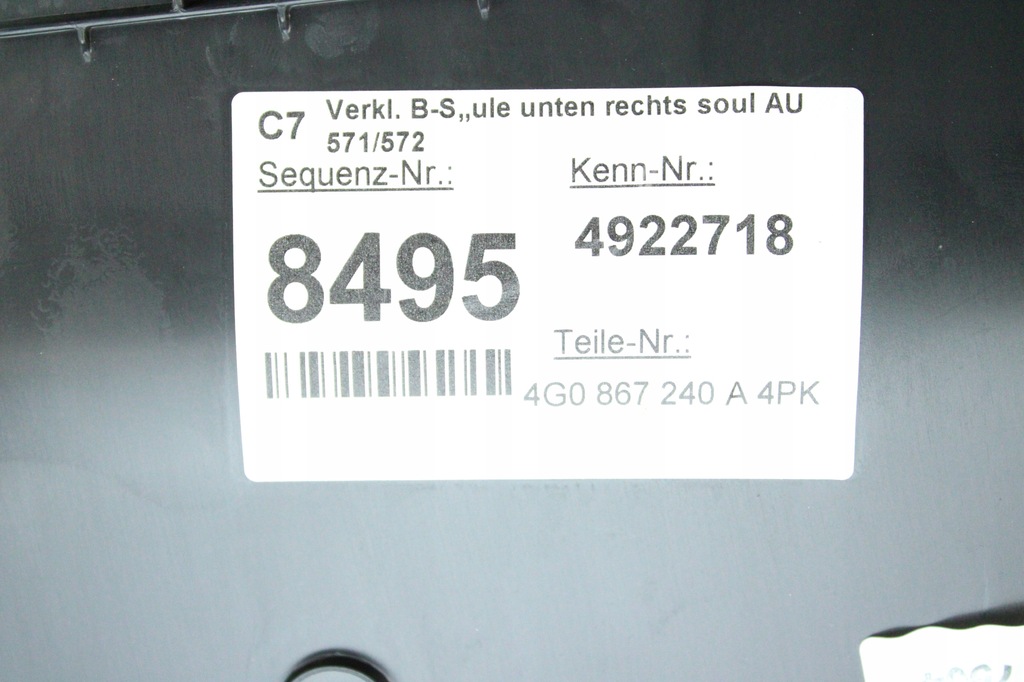 C7 Verkl. B-S„ule unten rechts soul AU
571/572
Sequenz-Nr.: Kenn-Nr.:
8495 4922718
Teile-Nr.:
4G0 867 240 A 4PK